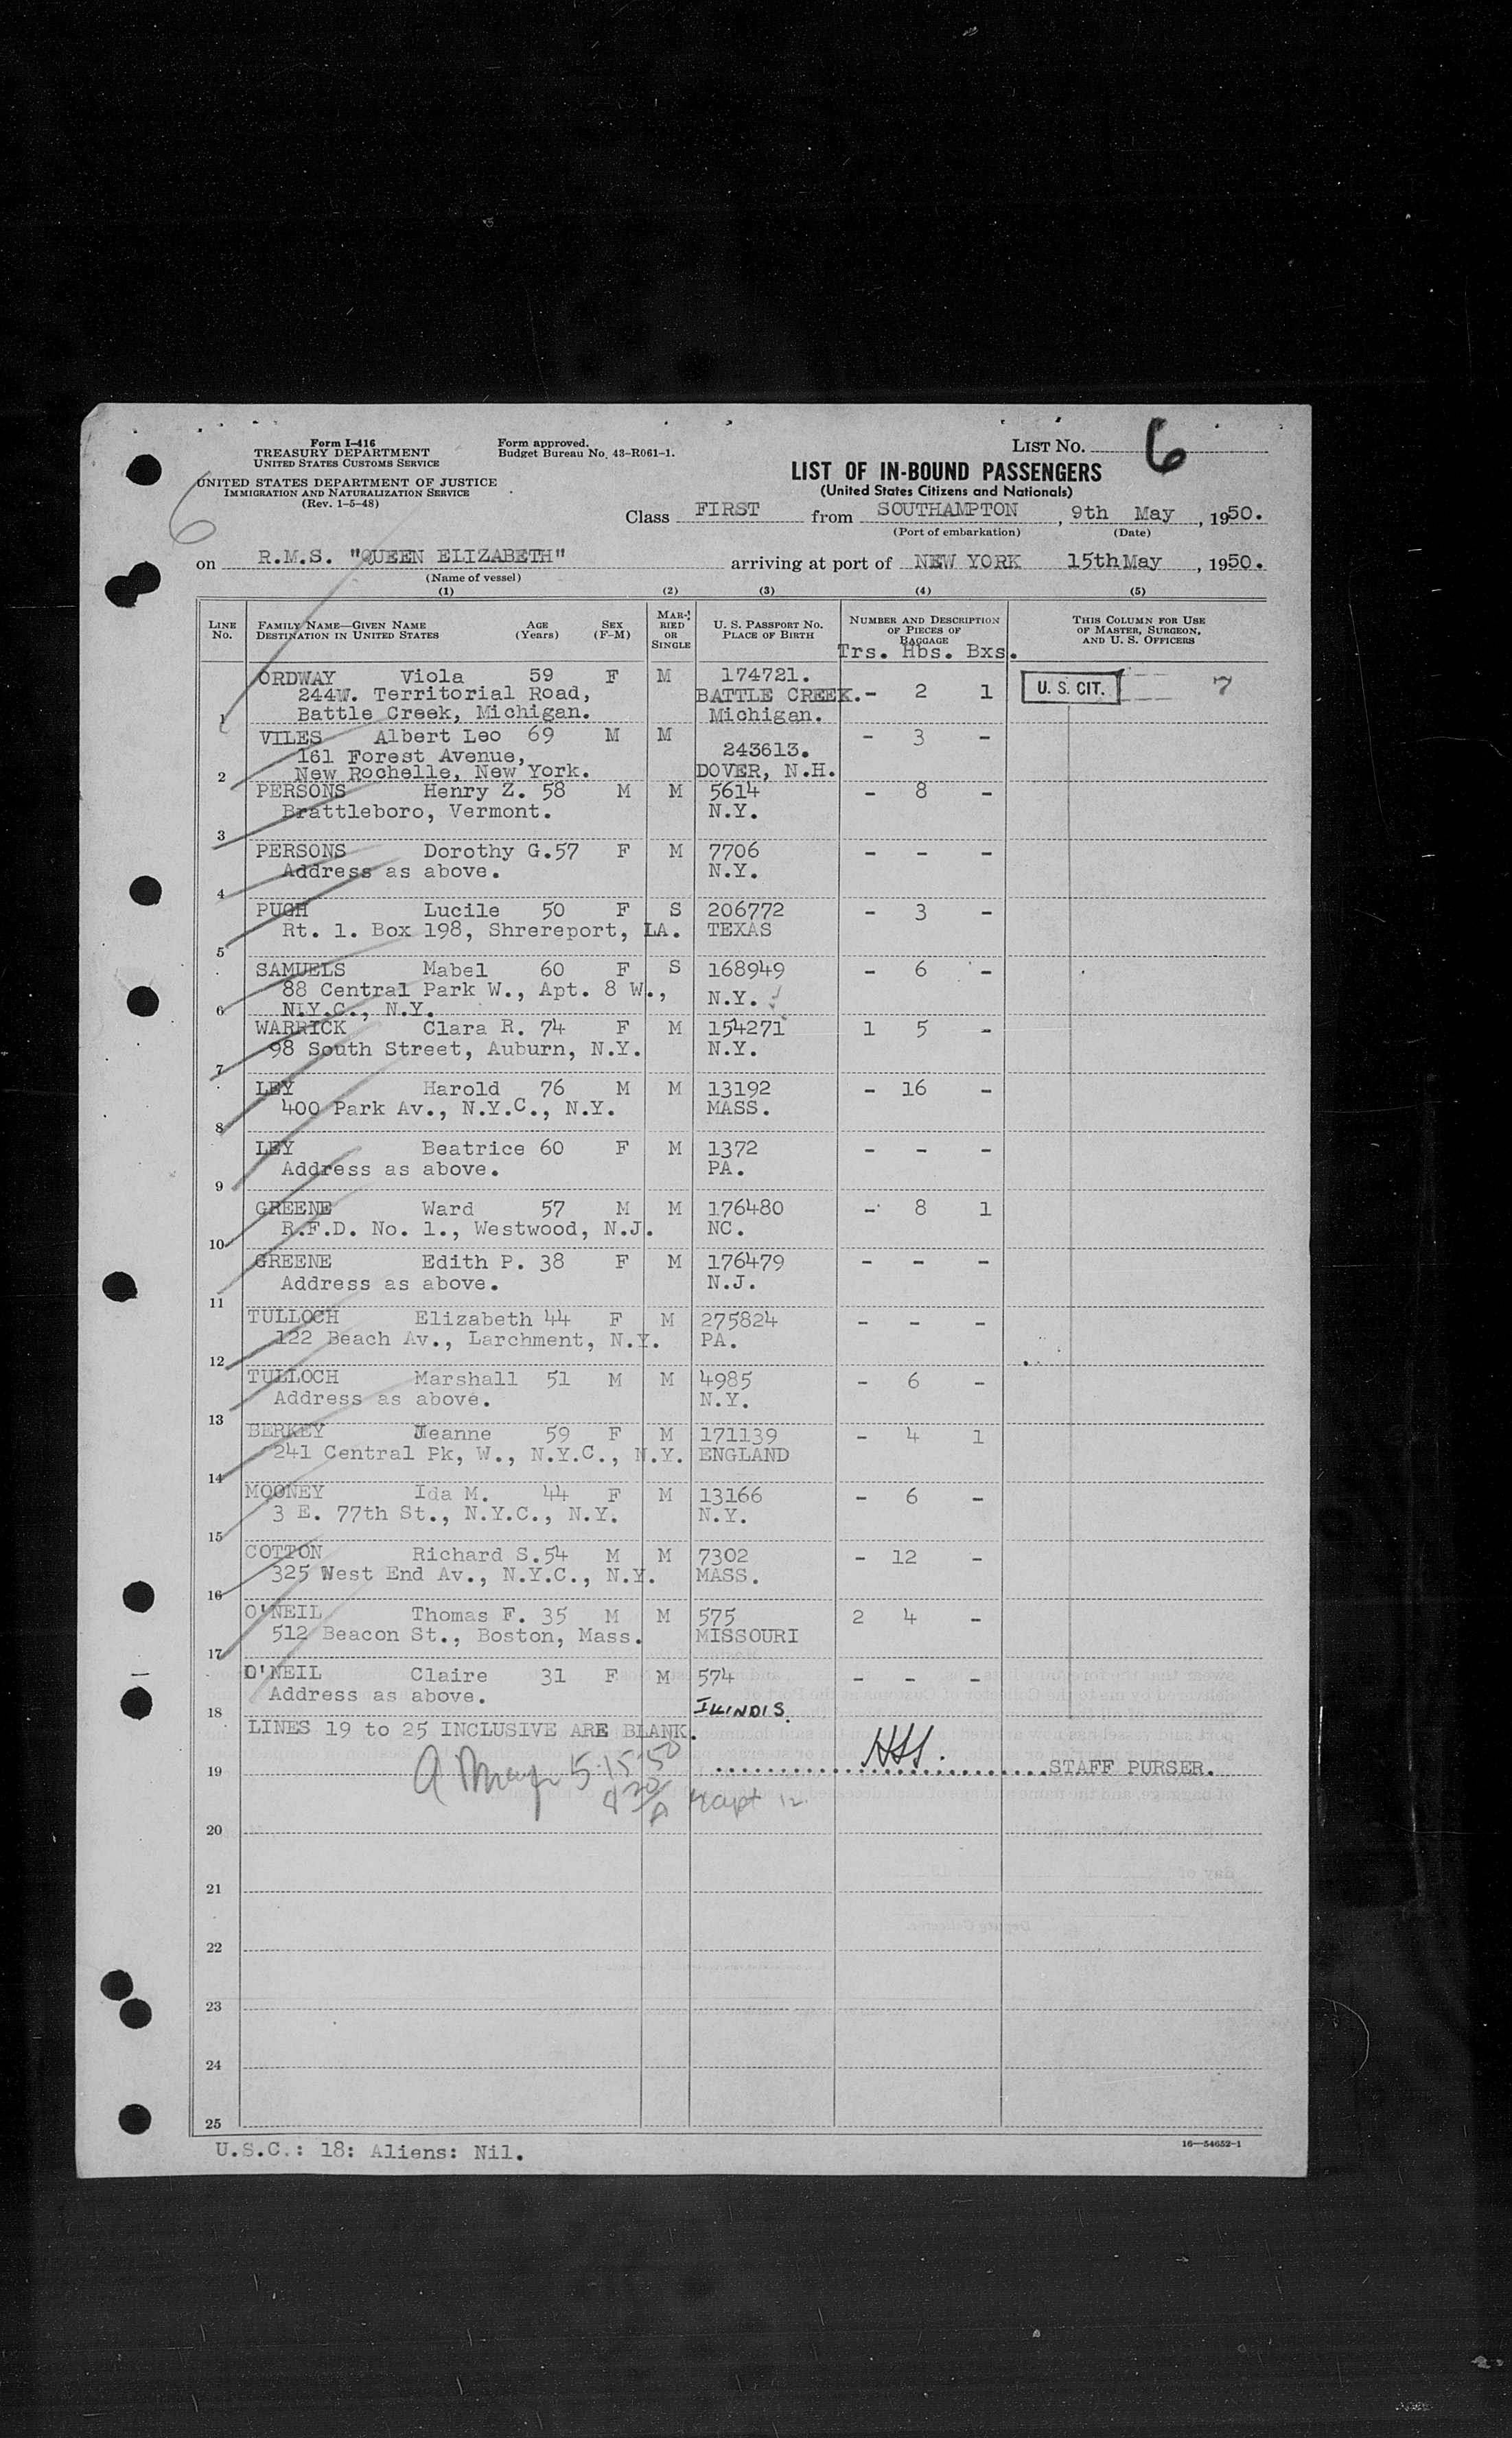 Form I-416
TREASURY DEPARTMENT
UNITED STATES CUSTOMS SERVICE
UNITED STATES DEPARTMENT OF JUSTICE
IMMIGRATION AND NATURALIZATION SERVICE
(Rev. 1-5-48)
Form approved.
Budget Bureau No. 43-R061-1.
LIST NO. 6
6
LIST OF IN-BOUND PASSENGERS
(United States Citizens and Nationals)
Class FIRST from SOUTHAMPTON, 9th May, 1950.
(Port of embarkation) (Date)
on R.M.S. "QUEEN ELIZABETH" arriving at port of NEW YORK 15thMay, 1950.
(Name of vessel)
(1) (2) (3) (4) (5)
LINE NO.
FAMILY NAME—GIVEN NAME AGE (Years) SEX (F-M)
DESTINATION IN UNITED STATES
MARRIED OR SINGLE
U. S. PASSPORT NO.
PLACE OF BIRTH
NUMBER AND DESCRIPTION OF PIECES OF BAGGAGE
Trs. Hbs. Bxs.
THIS COLUMN FOR USE OF MASTER, SURGEON, AND U. S. OFFICERS
ORDWAY Viola 59 F M 174721.
244W. Territorial Road, BATTLE CREEK.- 2 1 U. S. CIT. 7
1 Battle Creek, Michigan. Michigan.
VILES Albert Leo 69 M M - 3 -
161 Forest Avenue, 243613.
2 New Rochelle, New York. DOVER, N.H.
PERSONS Henry Z. 58 M M 5614 - 8 -
Brattleboro, Vermont. N.Y.
3
PERSONS Dorothy G.57 F M 7706 - - -
Address as above. N.Y.
4
PUGH Lucile 50 F S 206772 - 3 -
Rt. 1. Box 198, Shrereport, LA. TEXAS
5
SAMUELS Mabel 60 F S 168949 - 6 -
88 Central Park W., Apt. 8 W., N.Y.
6 N.Y.C., N.Y.
WARRICK Clara R. 74 F M 154271 1 5 -
98 South Street, Auburn, N.Y. N.Y.
7
LEY Harold 76 M M 13192 - 16 -
400 Park Av., N.Y.C., N.Y. MASS.
8
LEY Beatrice 60 F M 1372 - - -
Address as above. PA.
9
GREENE Ward 57 M M 176480 - 8 1
R.F.D. No. 1., Westwood, N.J. NC.
10
GREENE Edith P. 38 F M 176479 - - -
Address as above. N.J.
11
TULLOCH Elizabeth 44 F M 275824 - - -
122 Beach Av., Larchment, N.Y. PA.
12
TULLOCH Marshall 51 M M 4985 - 6 -
Address as above. N.Y.
13
BERKEY Jeanne 59 F M 171139 - 4 1
241 Central Pk, W., N.Y.C., N.Y. ENGLAND
14
MOONEY Ida M. 44 F M 13166 - 6 -
3 E. 77th St., N.Y.C., N.Y. N.Y.
15
COTTON Richard S.54 M M 7302 - 12 -
325 West End Av., N.Y.C., N.Y. MASS.
16
O'NEIL Thomas F. 35 M M 575 2 4 -
512 Beacon St., Boston, Mass. MISSOURI
17
O'NEIL Claire 31 F M 574 - - -
Address as above. ILLINOIS.
18
LINES 19 to 25 INCLUSIVE ARE BLANK.
19 5-15-50 STAFF PURSER.
20
21
22
23
24
25
U.S.C.: 18: Aliens: Nil.
16—54652-1